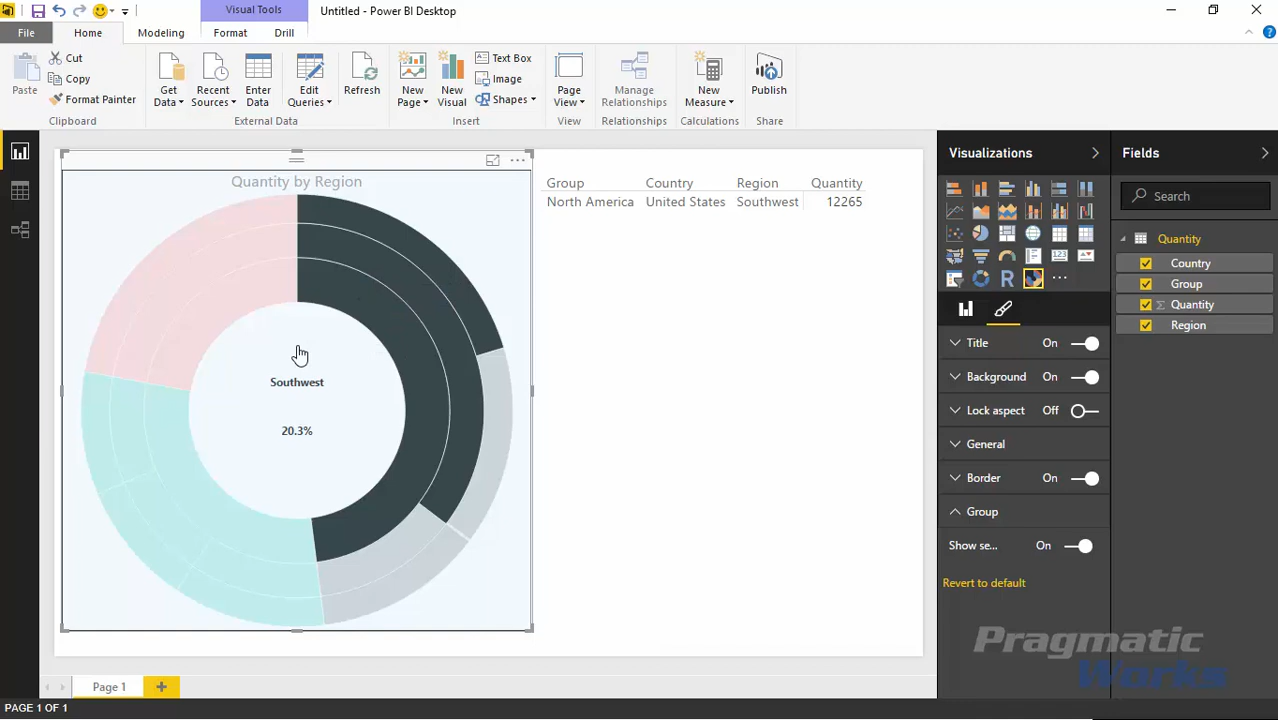 Visual Tools
Untitled - Power BI Desktop
File
Home
Modeling
Format
Drill
Paste
Cut
Copy
Format Painter
Clipboard
Get
Data
Recent
Sources
Enter
Data
Edit
Queries
Refresh
External Data
New
Page
New
Visual
Text Box
Image
Shapes
Insert
Page
View
View
Manage
Relationships
Relationships
New
Measure
Calculations
Publish
Share
Quantity by Region
Southwest
20.3%
Group Country Region Quantity
North America United States Southwest 12265
Visualizations
R
123
Title On
Background On
Lock aspect Off
General
Border On
Group
Show se... On
Revert to default
Fields
Search
Quantity
Country
Group
Σ Quantity
Region
Pragmatic
Works
Page 1
PAGE 1 OF 1